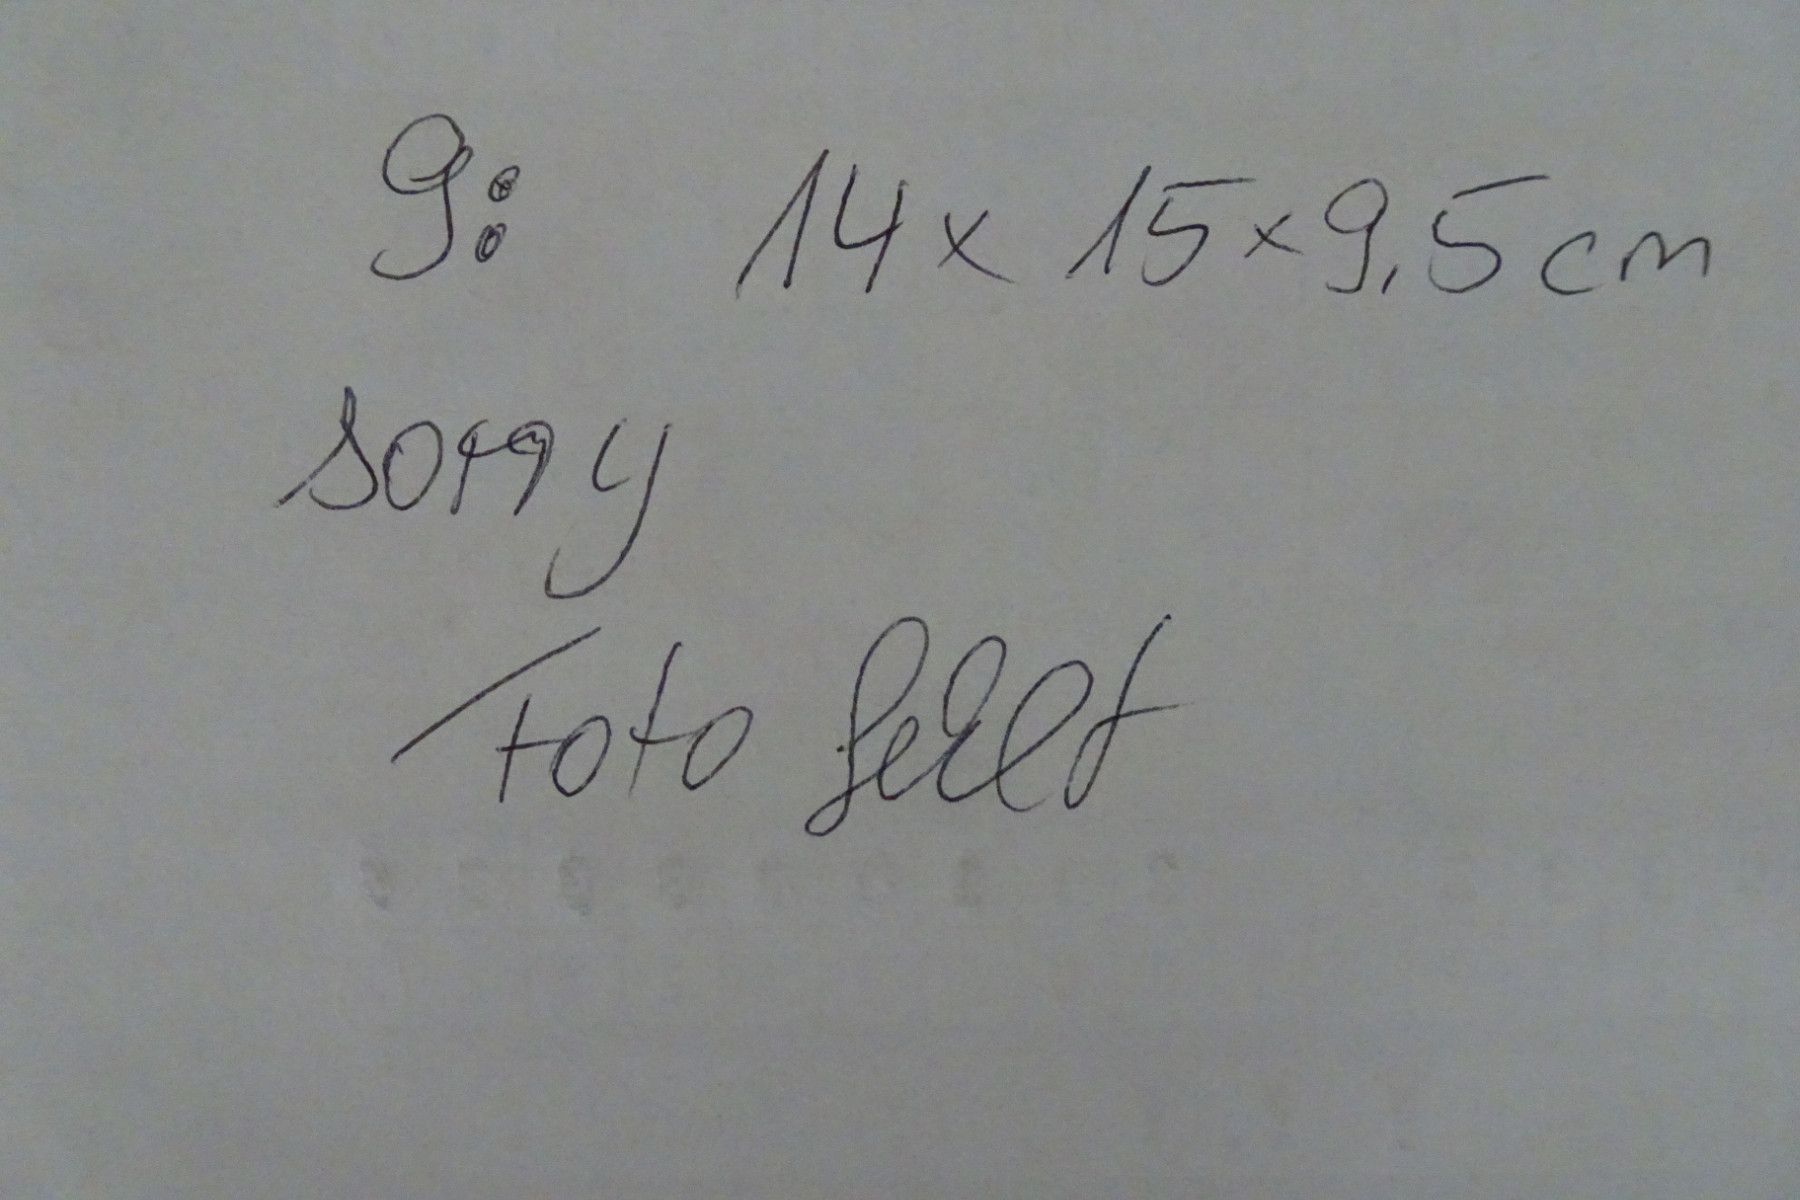 9: 14 x 15 x 9,5 cm
sorry
Foto fehlt